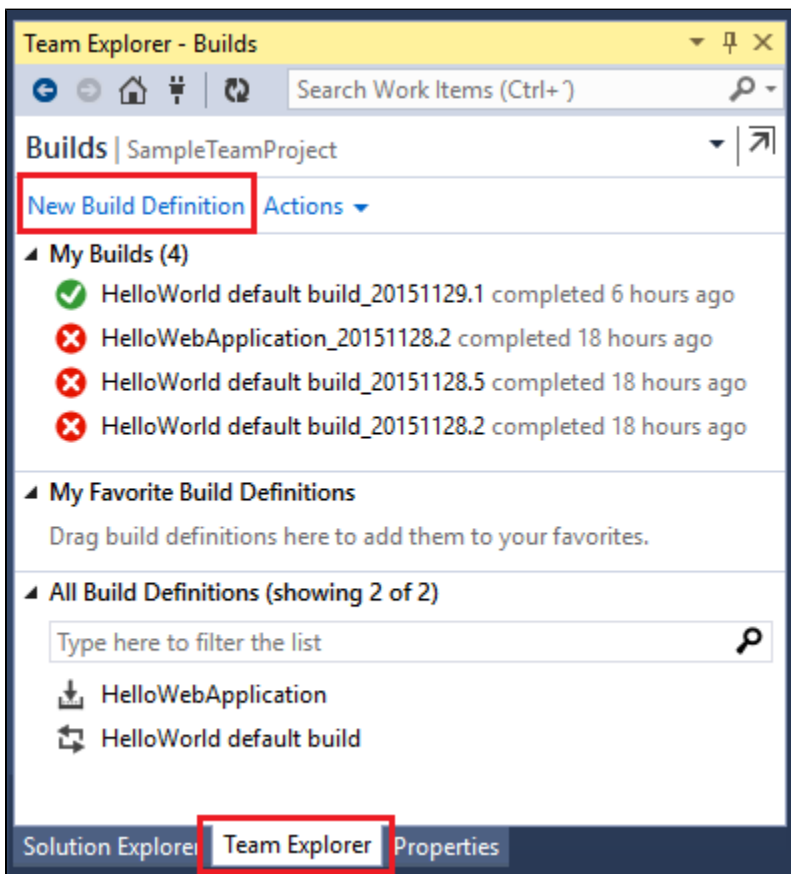 Team Explorer - Builds
Search Work Items (Ctrl+´)
Builds | SampleTeamProject
New Build Definition Actions
My Builds (4)
HelloWorld default build_20151129.1 completed 6 hours ago
HelloWebApplication_20151128.2 completed 18 hours ago
HelloWorld default build_20151128.5 completed 18 hours ago
HelloWorld default build_20151128.2 completed 18 hours ago
My Favorite Build Definitions
Drag build definitions here to add them to your favorites.
All Build Definitions (showing 2 of 2)
Type here to filter the list
HelloWebApplication
HelloWorld default build
Solution Explorer Team Explorer Properties